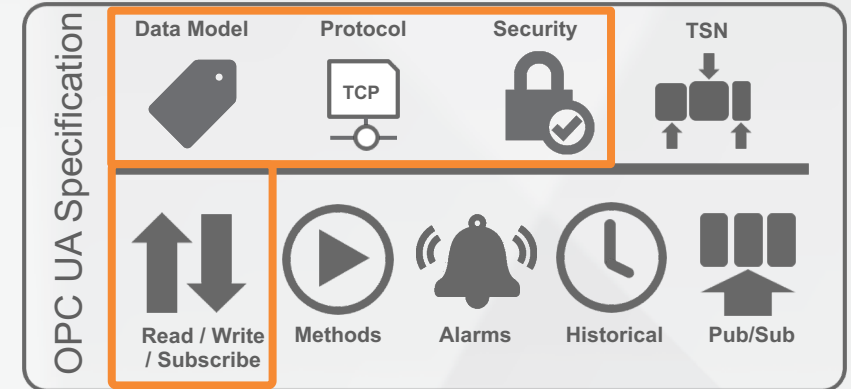 OPC UA Specification
Data Model
Protocol
Security
TSN
TCP
Read / Write
/ Subscribe
Methods
Alarms
Historical
Pub/Sub